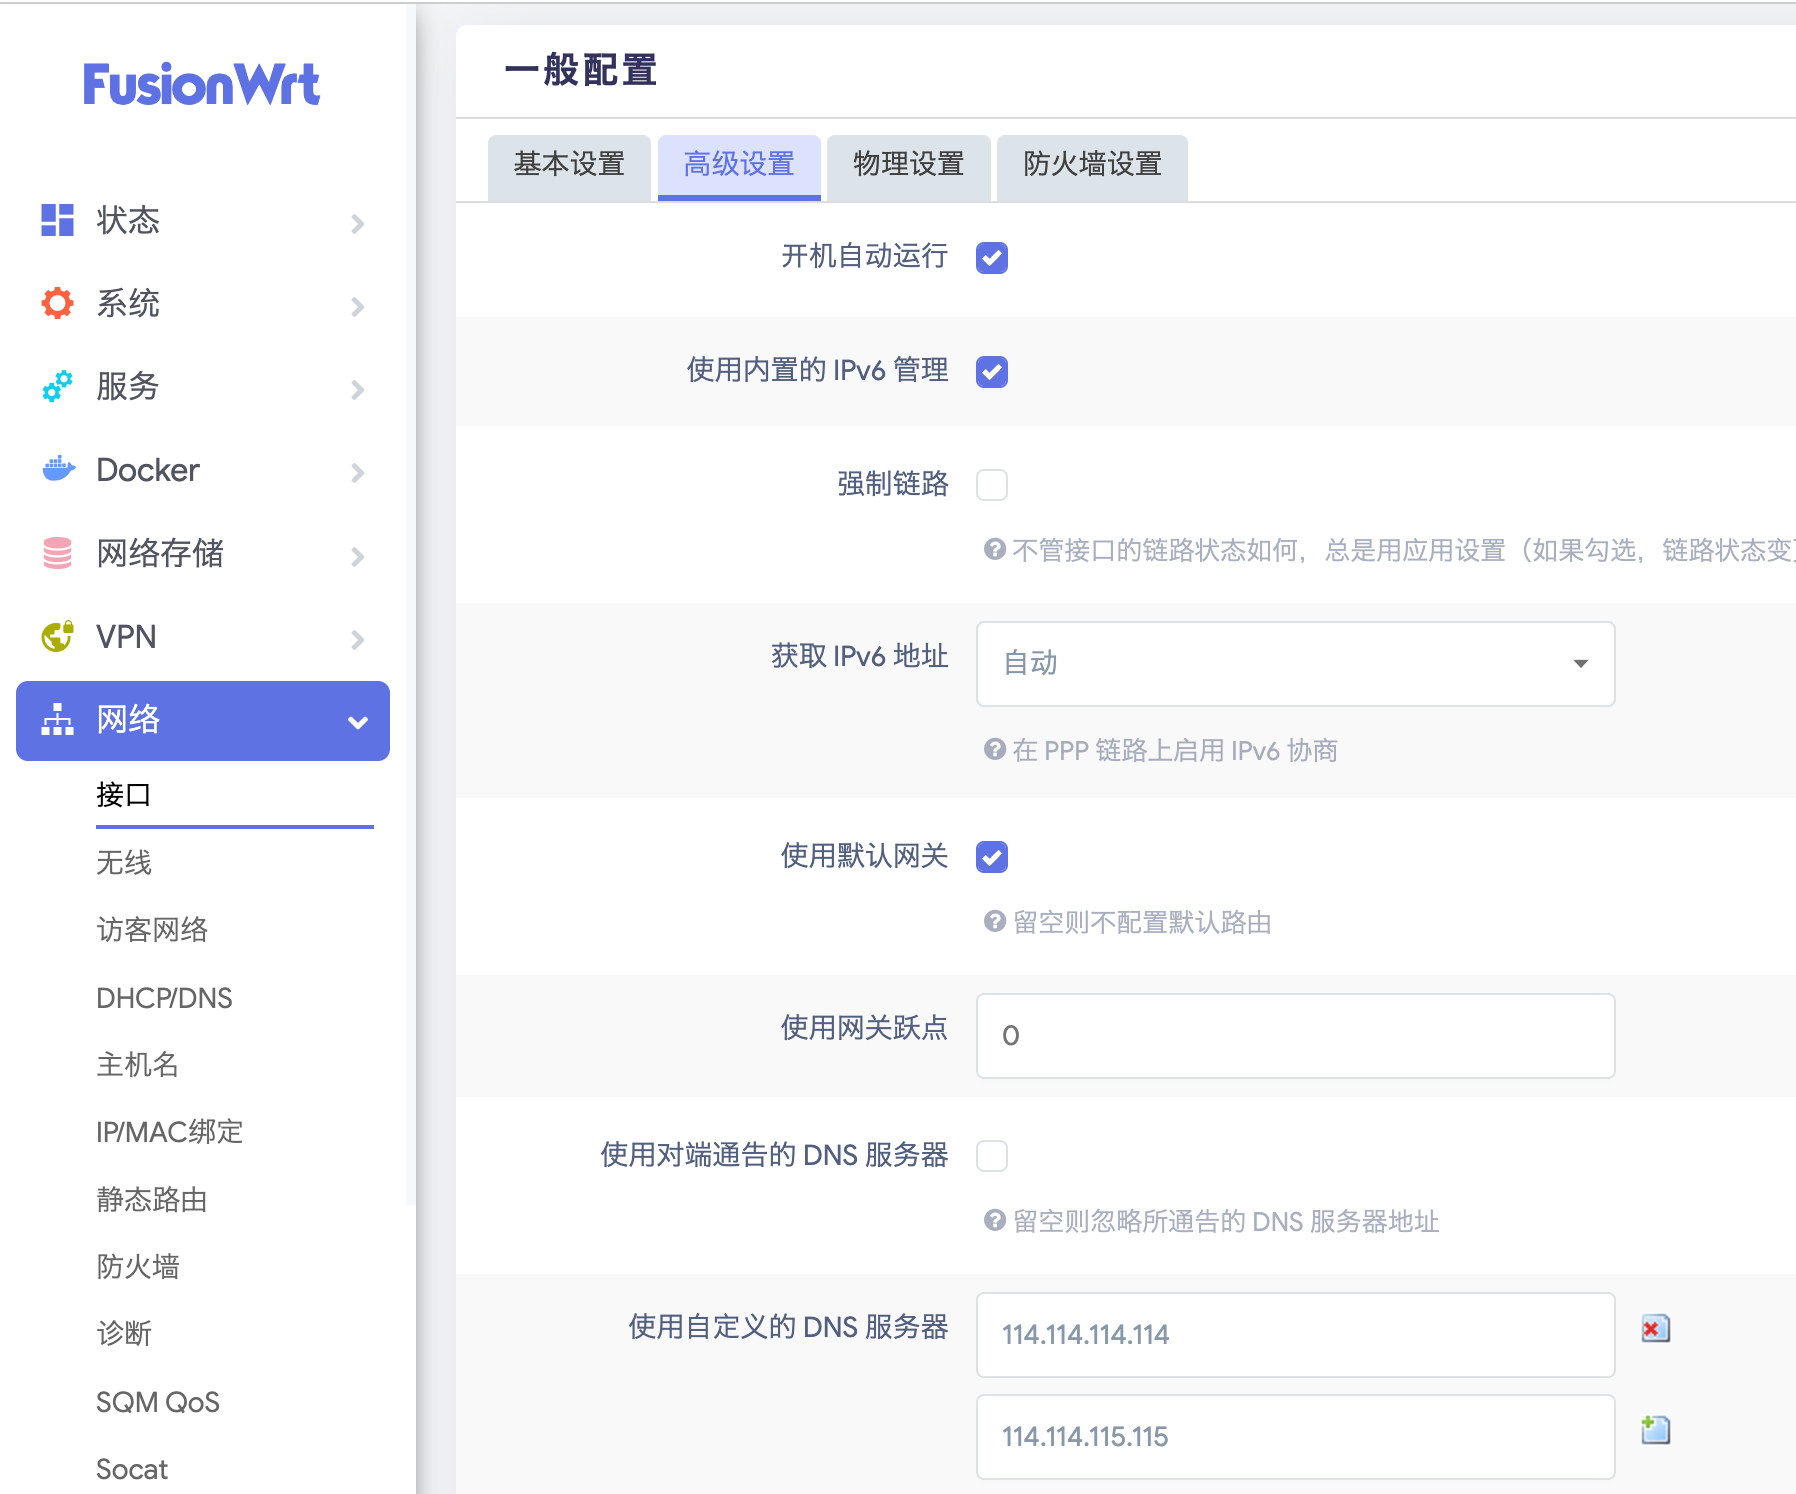 FusionWrt
状态
系统
服务
Docker
网络存储
VPN
网络
接口
无线
访客网络
DHCP/DNS
主机名
IP/MAC绑定
静态路由
防火墙
诊断
SQM QoS
Socat
一般配置
基本设置 高级设置 物理设置 防火墙设置
开机自动运行
使用内置的 IPv6 管理
强制链路
不管接口的链路状态如何，总是用应用设置（如果勾选，链路状态变
获取 IPv6 地址 自动
在 PPP 链路上启用 IPv6 协商
使用默认网关
留空则不配置默认路由
使用网关跃点 0
使用对端通告的 DNS 服务器
留空则忽略所通告的 DNS 服务器地址
使用自定义的 DNS 服务器 114.114.114.114
114.114.115.115